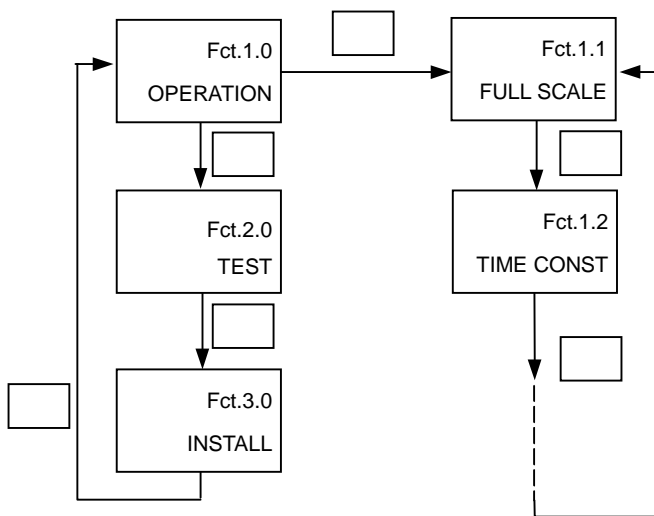 Fct.1.0
OPERATION
Fct.1.1
FULL SCALE
Fct.2.0
TEST
Fct.1.2
TIME CONST
Fct.3.0
INSTALL